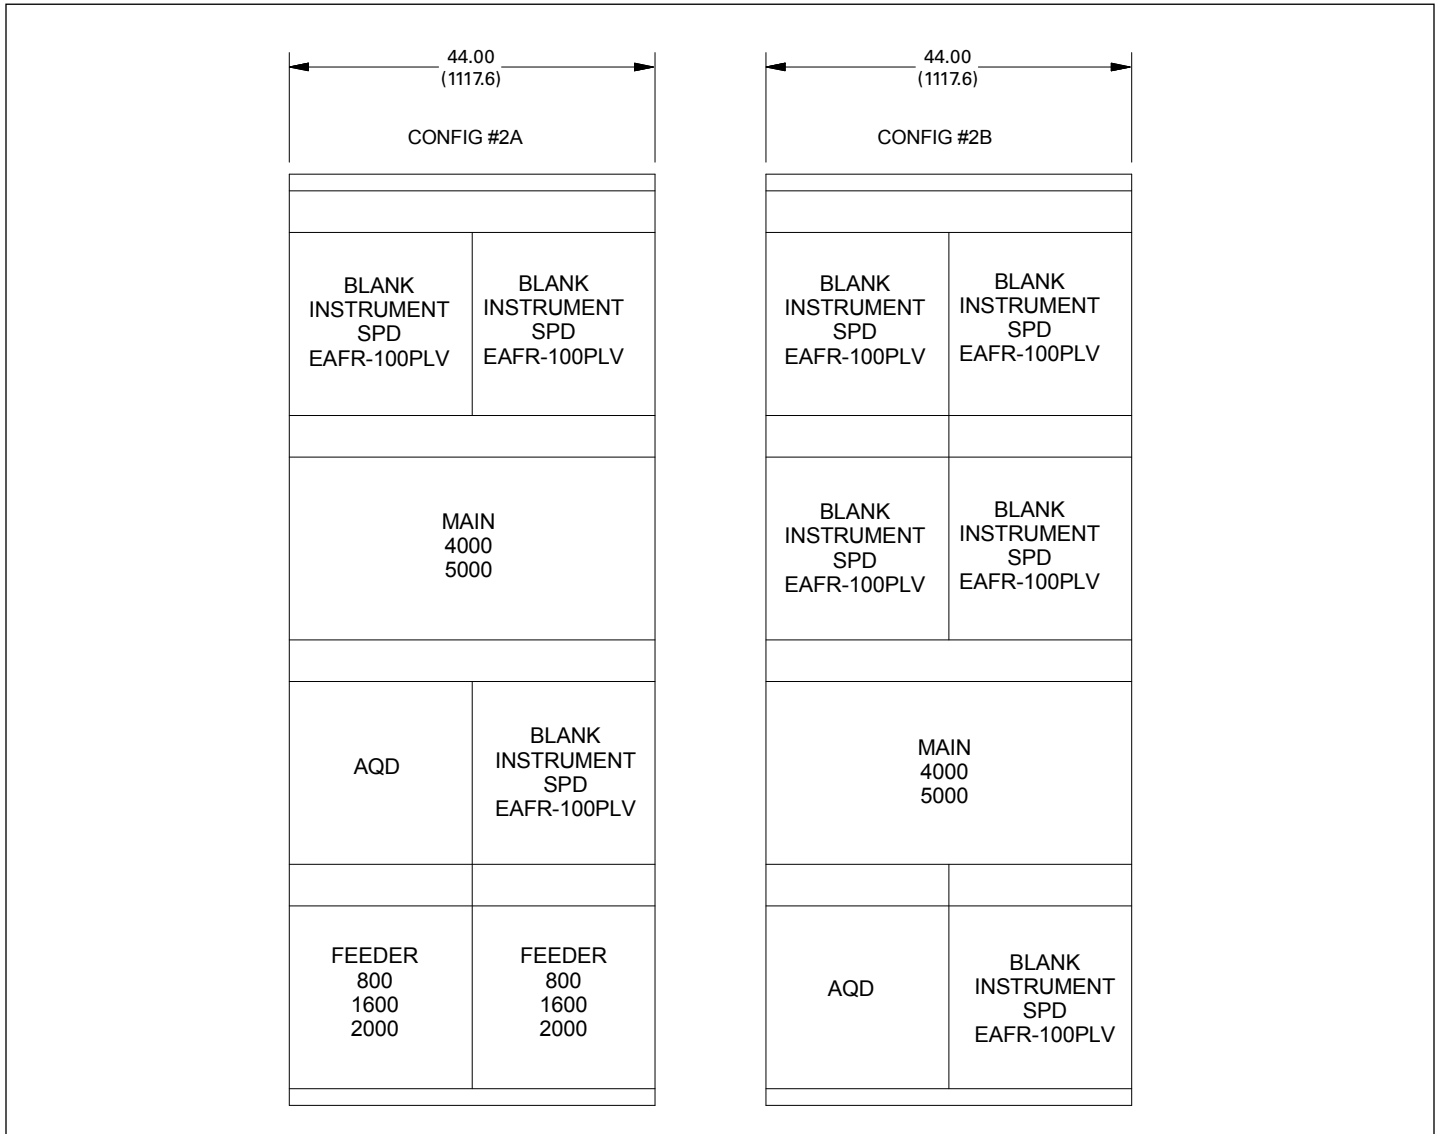 44.00
(1117.6)
CONFIG #2A
BLANK
INSTRUMENT
SPD
EAFR-100PLV
BLANK
INSTRUMENT
SPD
EAFR-100PLV
MAIN
4000
5000
AQD
BLANK
INSTRUMENT
SPD
EAFR-100PLV
FEEDER
800
1600
2000
FEEDER
800
1600
2000
44.00
(1117.6)
CONFIG #2B
BLANK
INSTRUMENT
SPD
EAFR-100PLV
BLANK
INSTRUMENT
SPD
EAFR-100PLV
BLANK
INSTRUMENT
SPD
EAFR-100PLV
BLANK
INSTRUMENT
SPD
EAFR-100PLV
MAIN
4000
5000
AQD
BLANK
INSTRUMENT
SPD
EAFR-100PLV